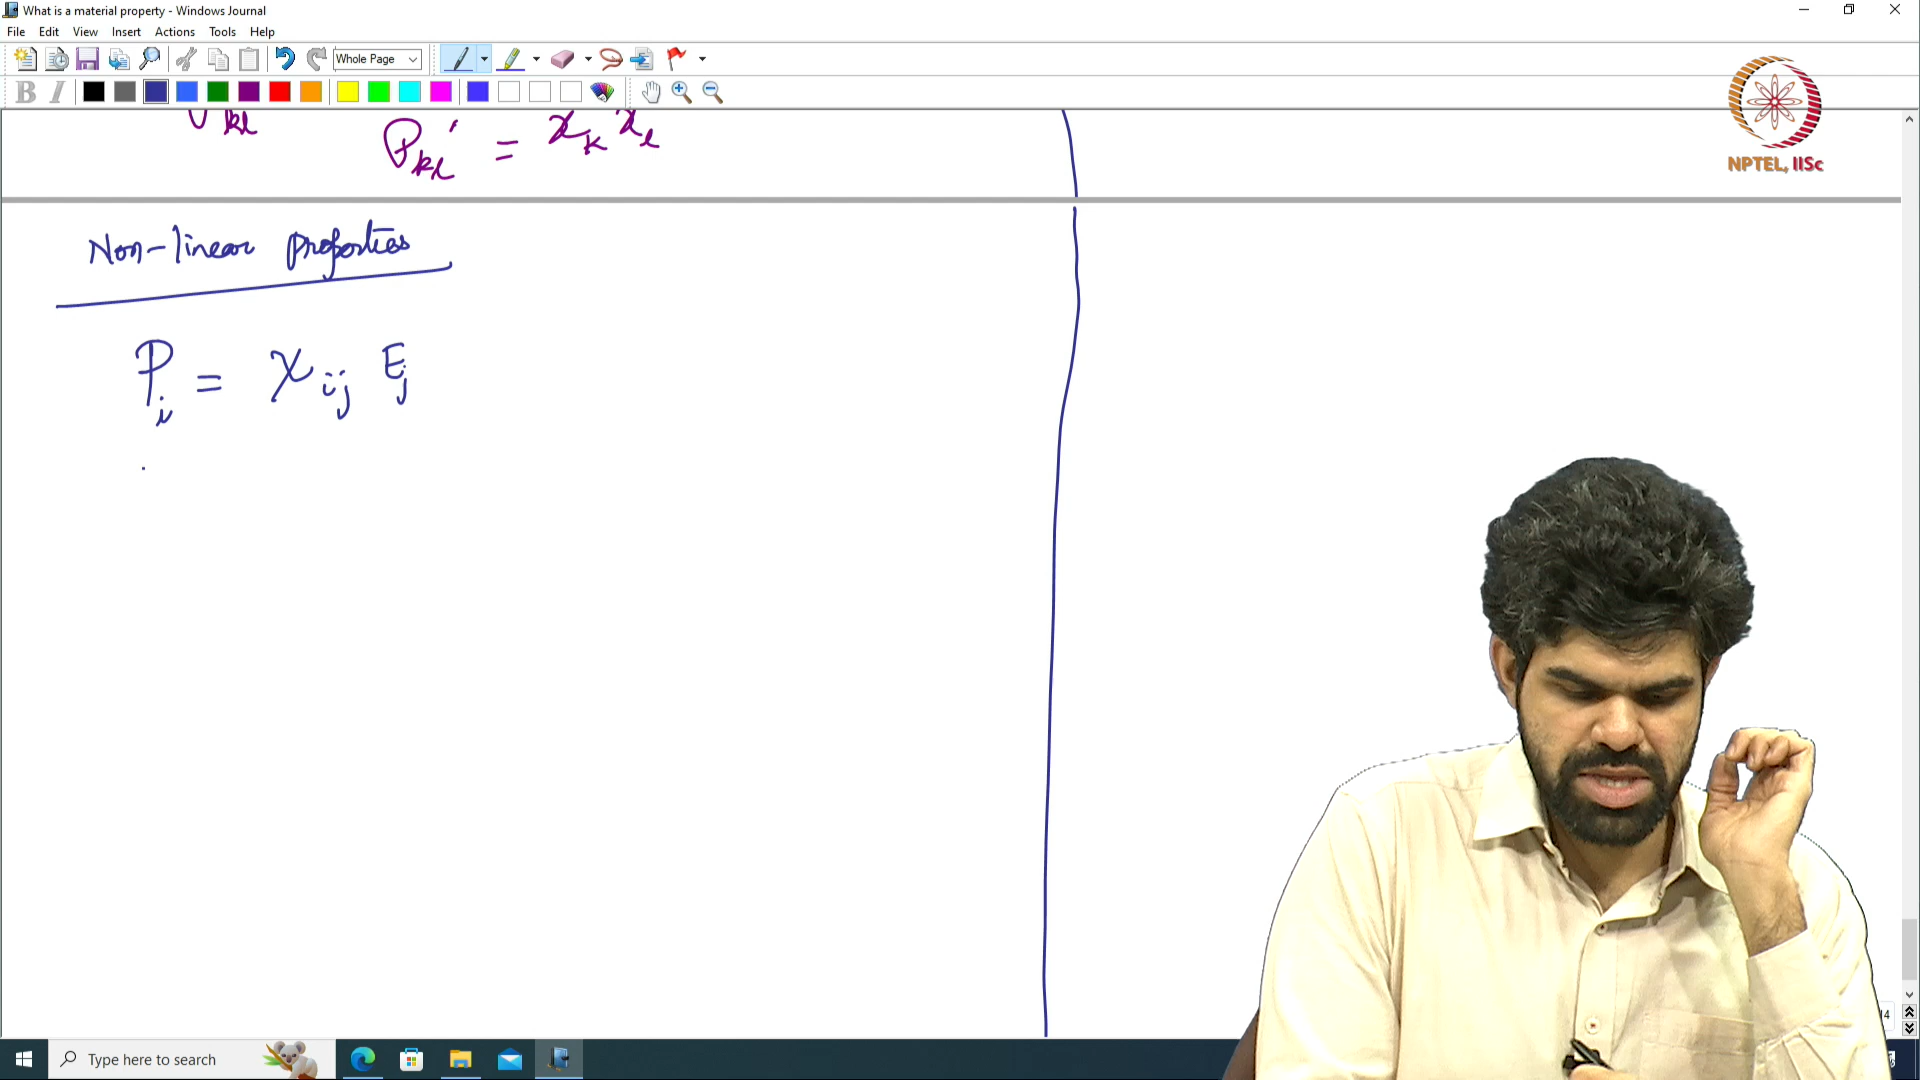 What is a material property - Windows Journal
File Edit View Insert Actions Tools Help
Whole Page
B I
P_kl' = x_k x_l
NPTEL, IISc
Non-linear properties
P_i = χ_ij E_j
14
Type here to search